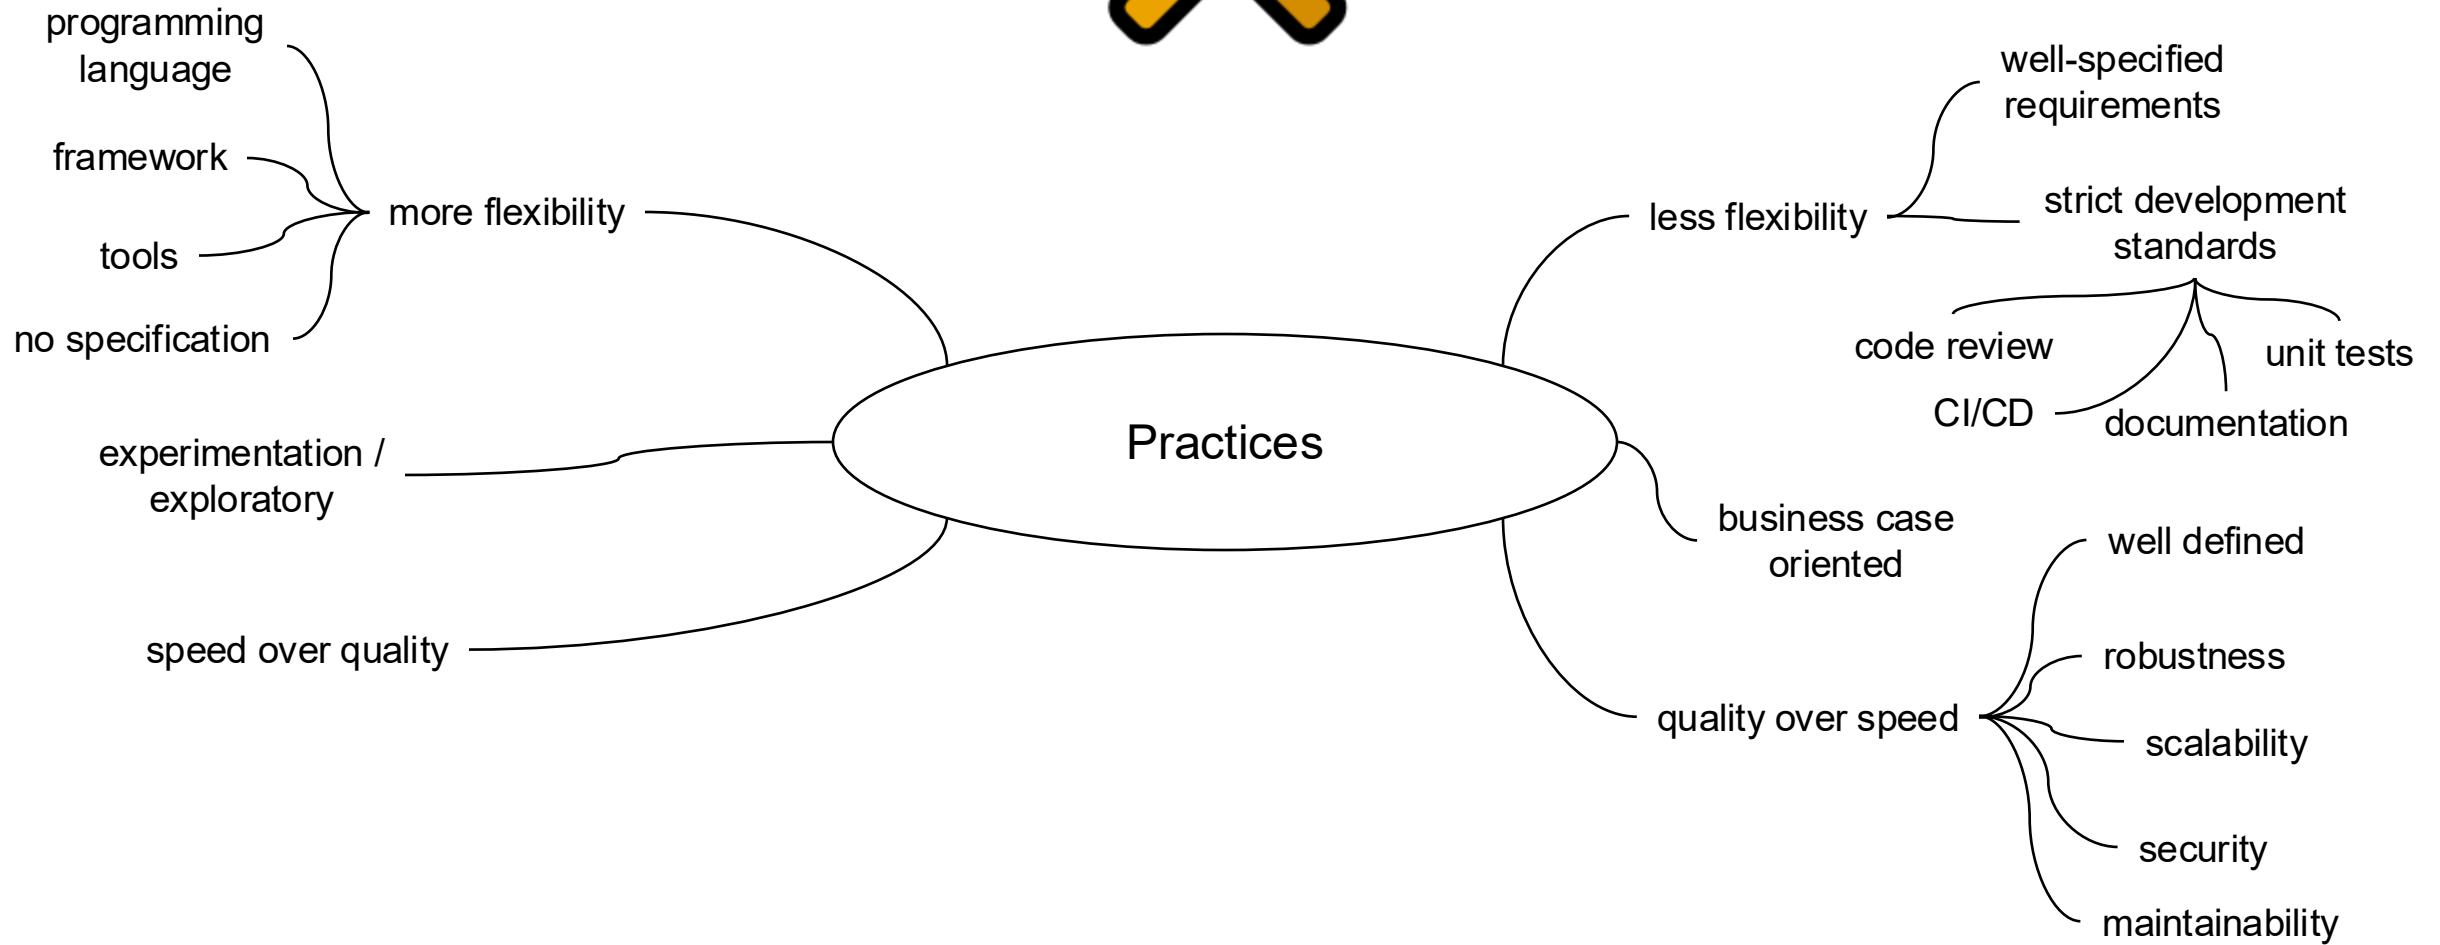 programming
language
framework
tools
no specification
more flexibility
experimentation /
exploratory
speed over quality
Practices
less flexibility
well-specified
requirements
strict development
standards
code review
CI/CD
documentation
unit tests
business case
oriented
quality over speed
well defined
robustness
scalability
security
maintainability